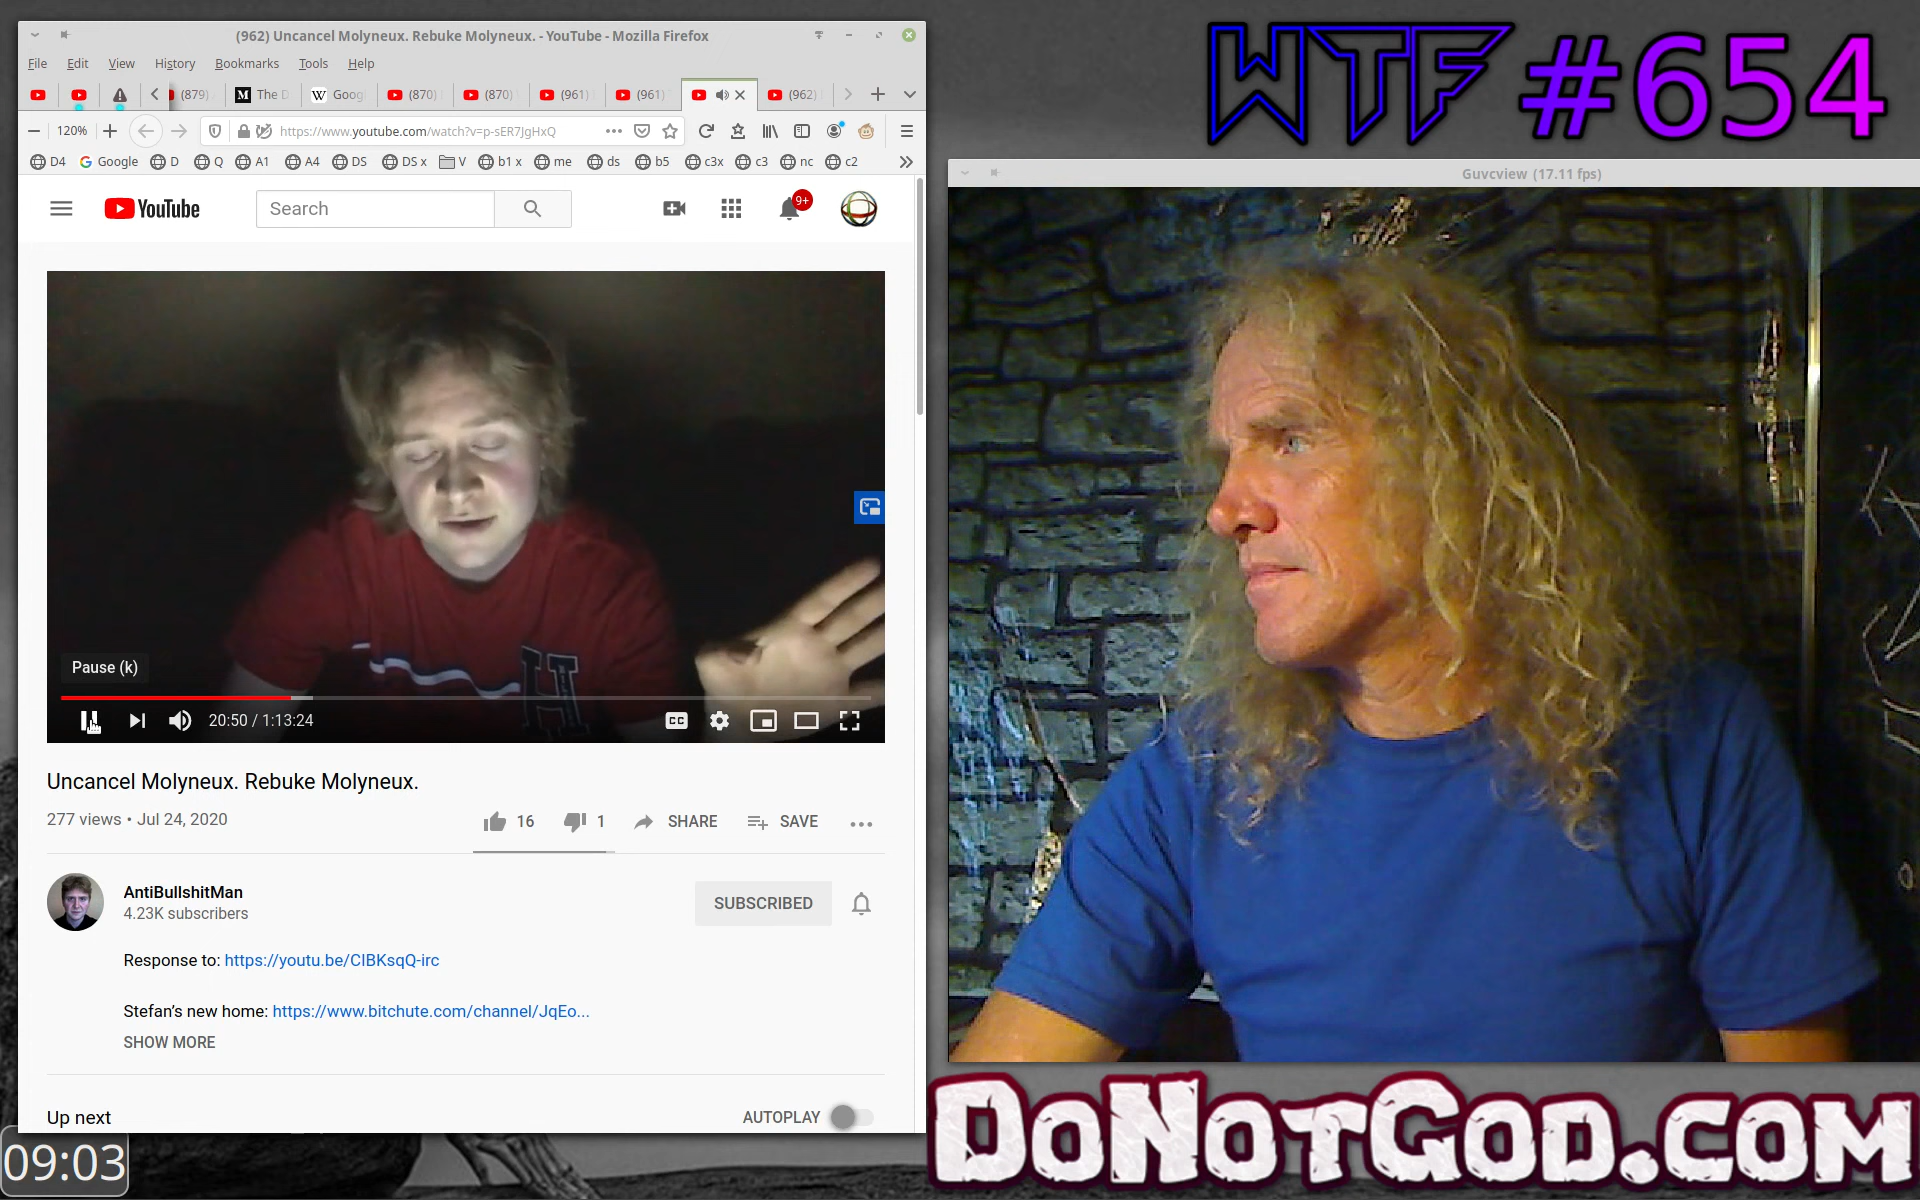 (962) Uncancel Molyneux. Rebuke Molyneux. - YouTube - Mozilla Firefox
File Edit View History Bookmarks Tools Help
(879) M The D W Goog (870) (870) (961) (961) (962)
120% https://www.youtube.com/watch?v=p-sER7JgHxQ
D4 Google D Q A1 A4 DS DS x V b1 x me ds b5 c3x c3 nc c2
YouTube Search 9+
H
Pause (k)
20:50 / 1:13:24 CC
Uncancel Molyneux. Rebuke Molyneux.
277 views • Jul 24, 2020 16 1 SHARE SAVE
AntiBullshitMan
4.23K subscribers
SUBSCRIBED
Response to: https://youtu.be/CIBKsqQ-irc
Stefan's new home: https://www.bitchute.com/channel/JqEo...
SHOW MORE
Up next AUTOPLAY
09:03
WTF #654
Guvcview (17.11 fps)
DoNotGod.com